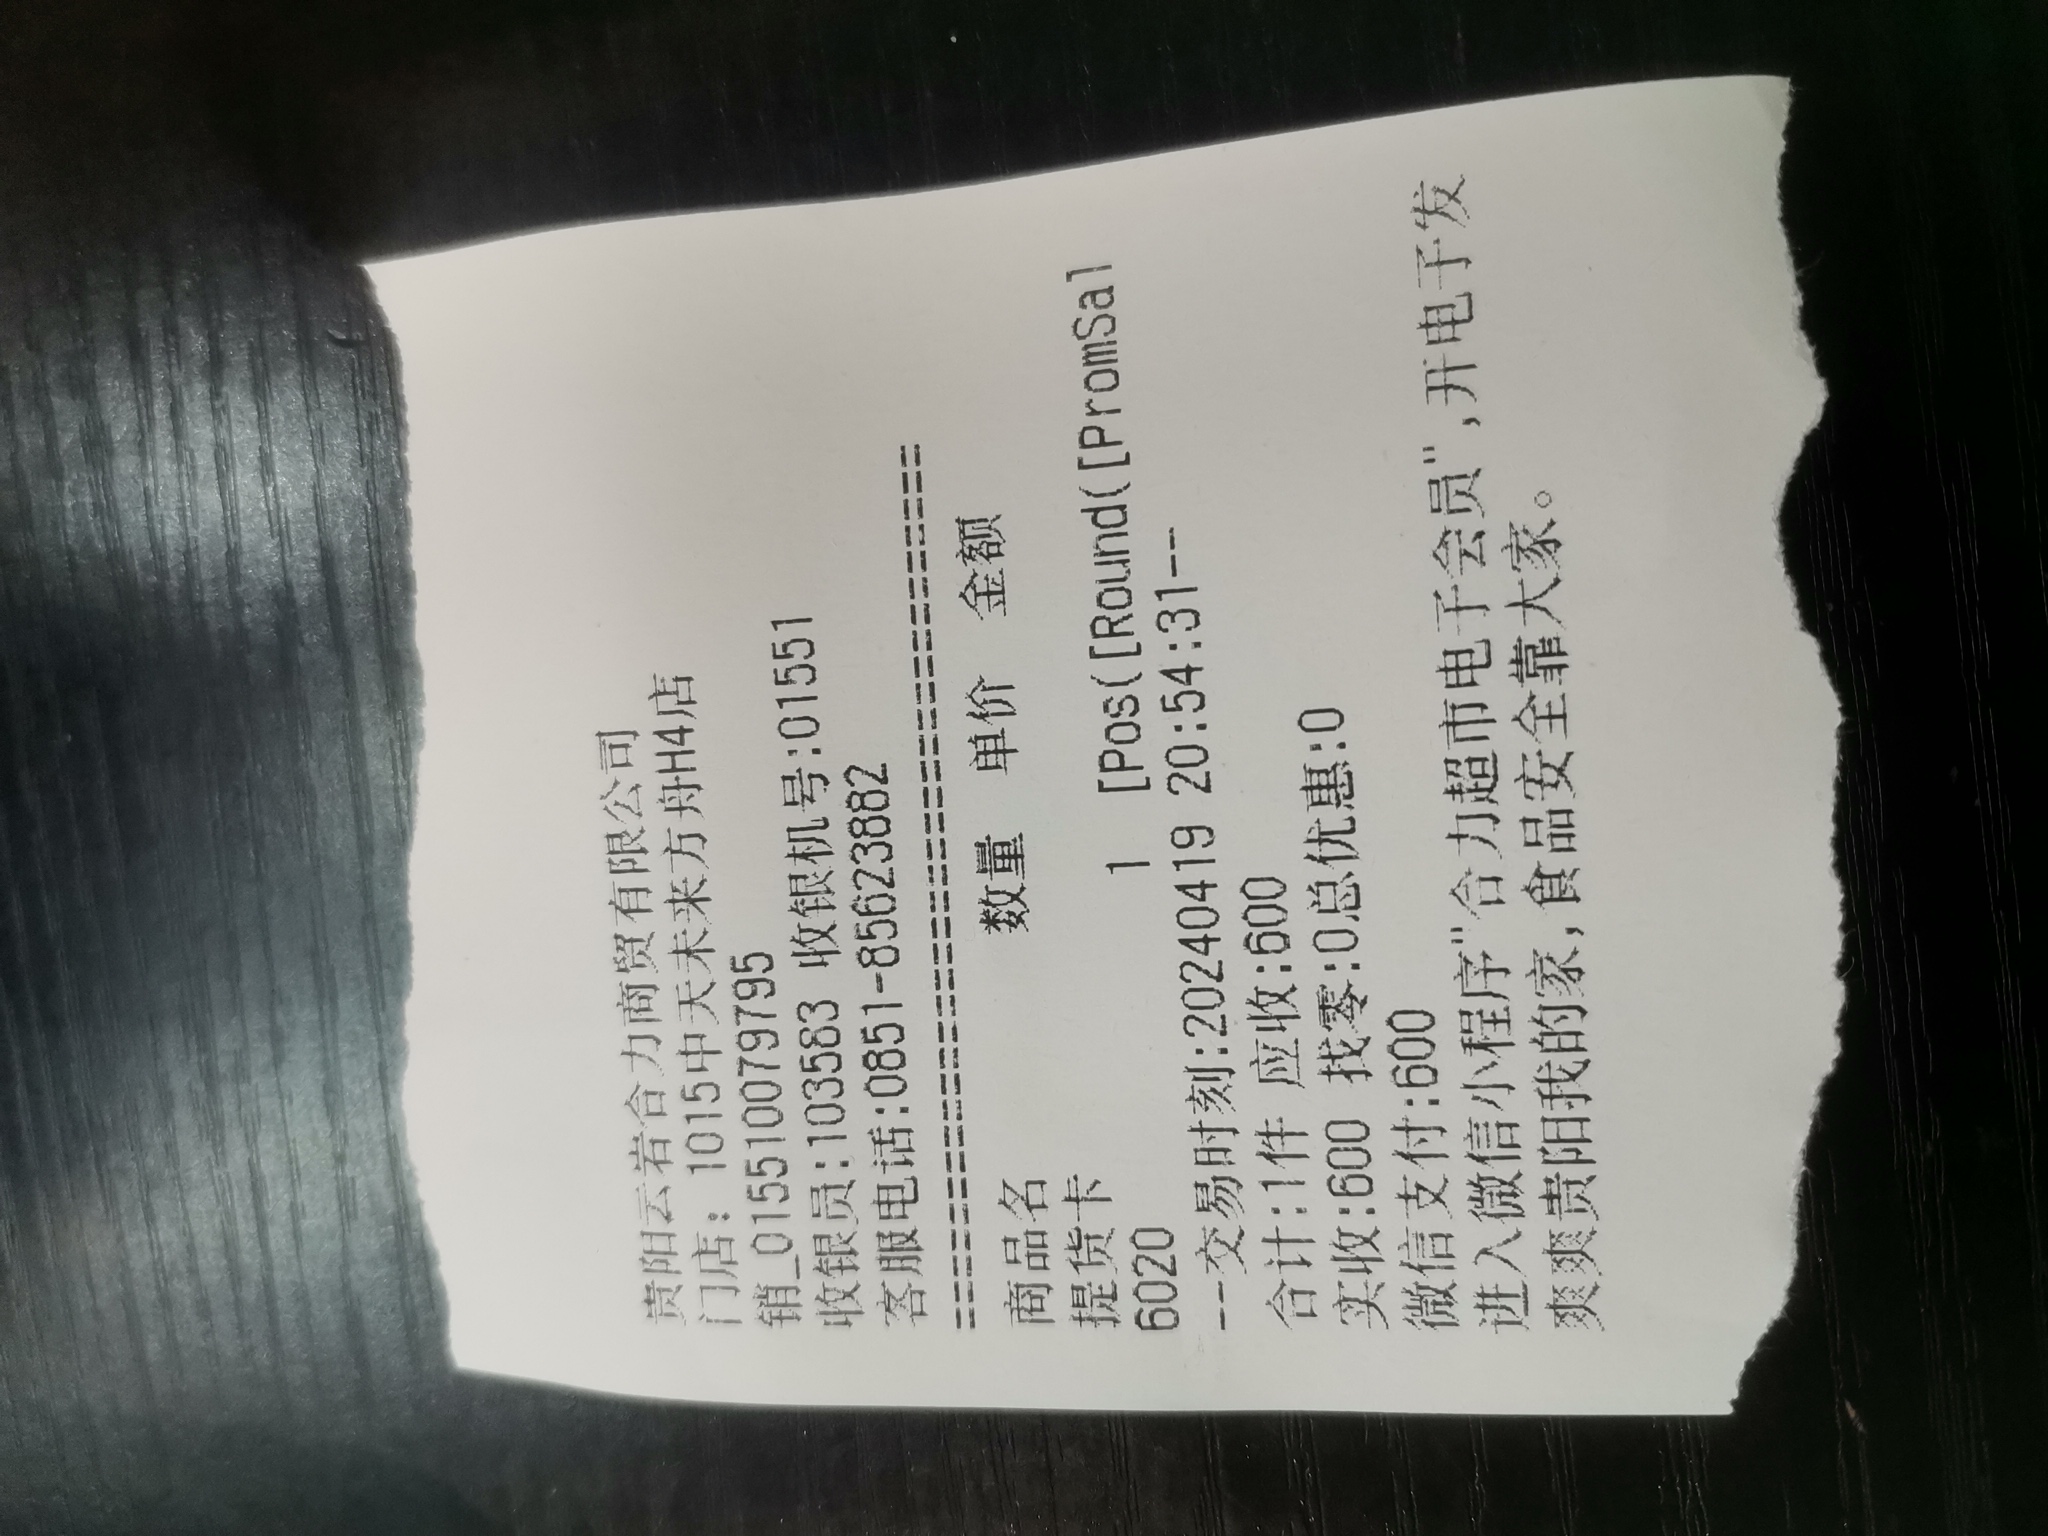 贵阳云岩合力商贸有限公司
门店: 1015中天未来方舟H4店
销_0155100797​95
收银员:103583 收银机号:01551
客服电话:0851-85623882
==========================================
商品名 数量 单价 金额
提货卡
6020 1 [Pos([Round([PromSal
---交易时刻:20240419 20:54:31--
合计:1件 应收:600
实收:600 找零:0总优惠:0
微信支付:600
进入微信小程序"合力超市电子会员",开电子发
爽爽贵阳我的家,食品安全靠大家。